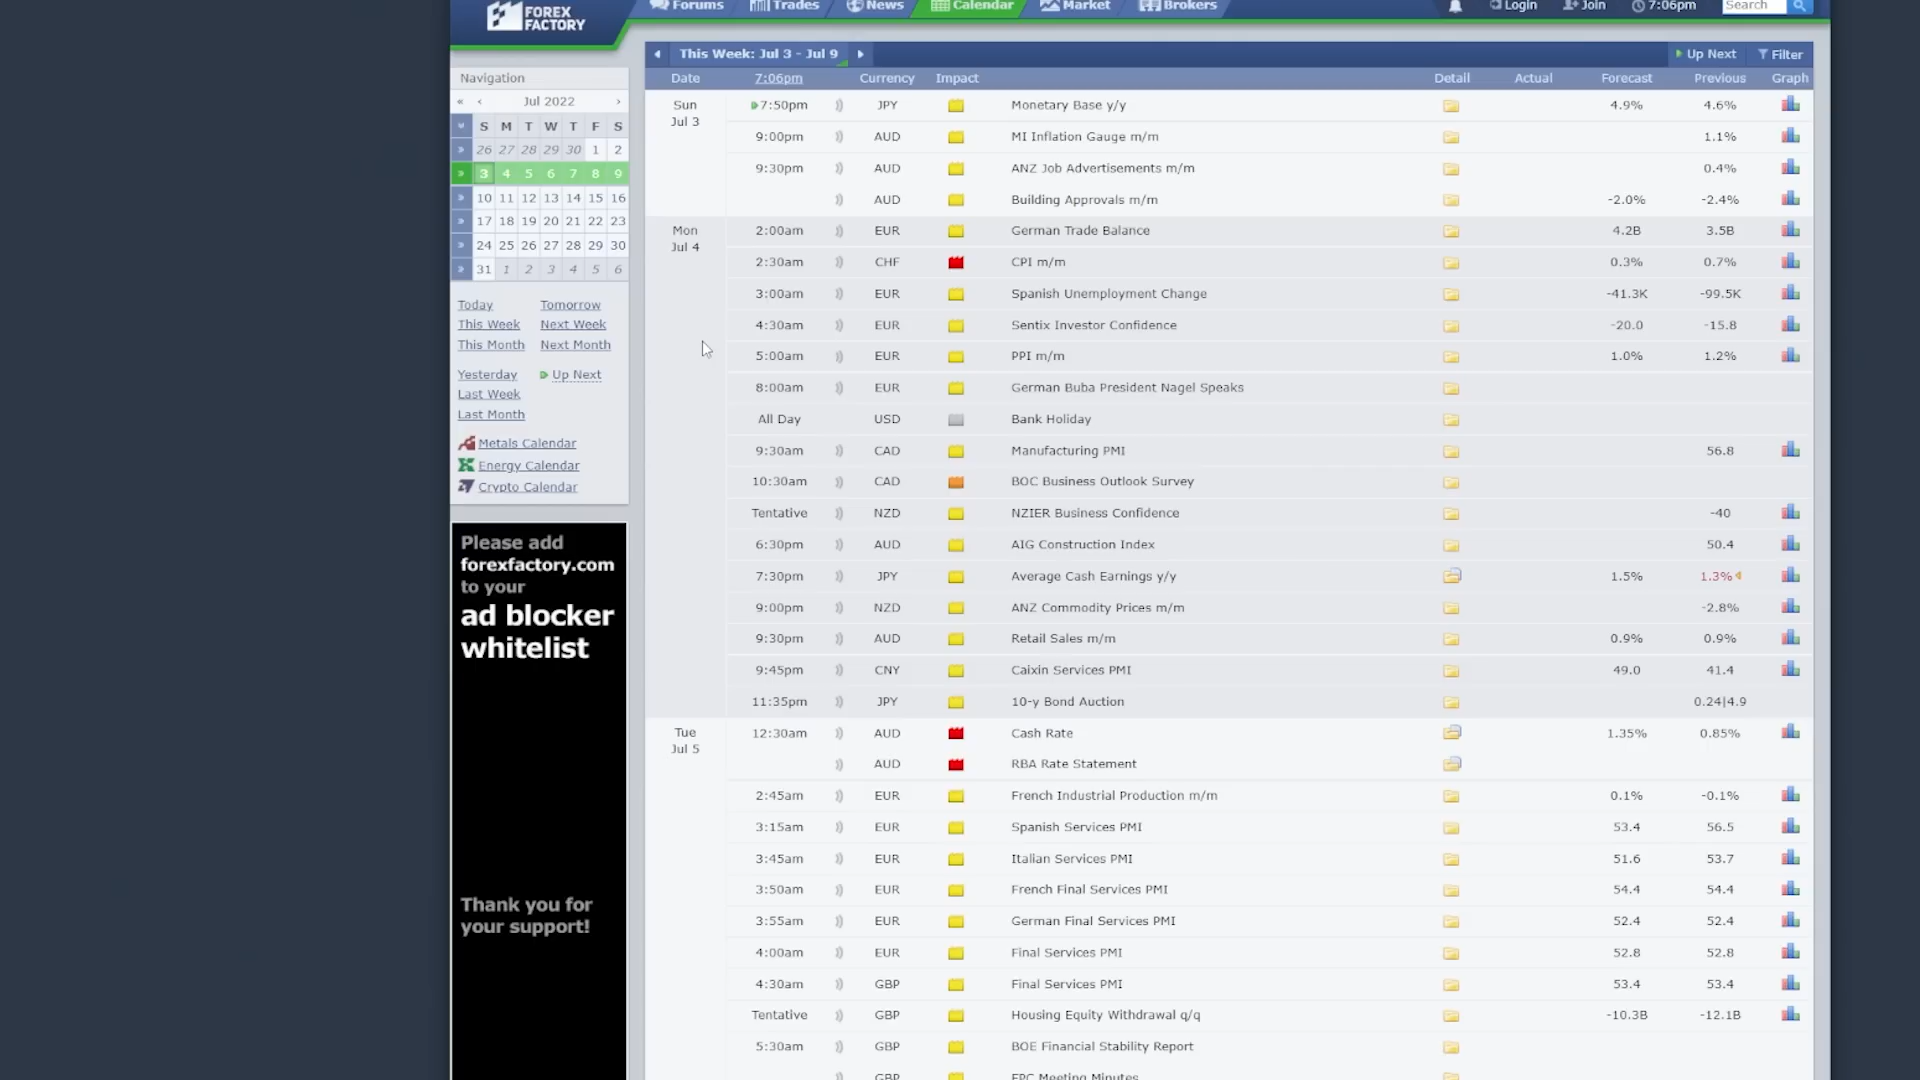 FOREX
FACTORY
Forums Trades News Calendar Market Brokers Login Join 7:06pm Search
This Week: Jul 3 - Jul 9 Up Next Filter
Date 7:06pm Currency Impact Detail Actual Forecast Previous Graph
Navigation
« ‹ Jul 2022 ›
S M T W T F S
26 27 28 29 30 1 2
3 4 5 6 7 8 9
10 11 12 13 14 15 16
17 18 19 20 21 22 23
24 25 26 27 28 29 30
31 1 2 3 4 5 6
Today Tomorrow
This Week Next Week
This Month Next Month
Yesterday Up Next
Last Week
Last Month
Metals Calendar
Energy Calendar
Crypto Calendar
Please add
forexfactory.com
to your
ad blocker
whitelist
Thank you for
your support!
Sun
Jul 3
7:50pm JPY Monetary Base y/y 4.9% 4.6%
9:00pm AUD MI Inflation Gauge m/m 1.1%
9:30pm AUD ANZ Job Advertisements m/m 0.4%
AUD Building Approvals m/m -2.0% -2.4%
Mon
Jul 4
2:00am EUR German Trade Balance 4.2B 3.5B
2:30am CHF CPI m/m 0.3% 0.7%
3:00am EUR Spanish Unemployment Change -41.3K -99.5K
4:30am EUR Sentix Investor Confidence -20.0 -15.8
5:00am EUR PPI m/m 1.0% 1.2%
8:00am EUR German Buba President Nagel Speaks
All Day USD Bank Holiday
9:30am CAD Manufacturing PMI 56.8
10:30am CAD BOC Business Outlook Survey
Tentative NZD NZIER Business Confidence -40
6:30pm AUD AIG Construction Index 50.4
7:30pm JPY Average Cash Earnings y/y 1.5% 1.3%
9:00pm NZD ANZ Commodity Prices m/m -2.8%
9:30pm AUD Retail Sales m/m 0.9% 0.9%
9:45pm CNY Caixin Services PMI 49.0 41.4
11:35pm JPY 10-y Bond Auction 0.24|4.9
Tue
Jul 5
12:30am AUD Cash Rate 1.35% 0.85%
AUD RBA Rate Statement
2:45am EUR French Industrial Production m/m 0.1% -0.1%
3:15am EUR Spanish Services PMI 53.4 56.5
3:45am EUR Italian Services PMI 51.6 53.7
3:50am EUR French Final Services PMI 54.4 54.4
3:55am EUR German Final Services PMI 52.4 52.4
4:00am EUR Final Services PMI 52.8 52.8
4:30am GBP Final Services PMI 53.4 53.4
Tentative GBP Housing Equity Withdrawal q/q -10.3B -12.1B
5:30am GBP BOE Financial Stability Report
GBP FPC Meeting Minutes